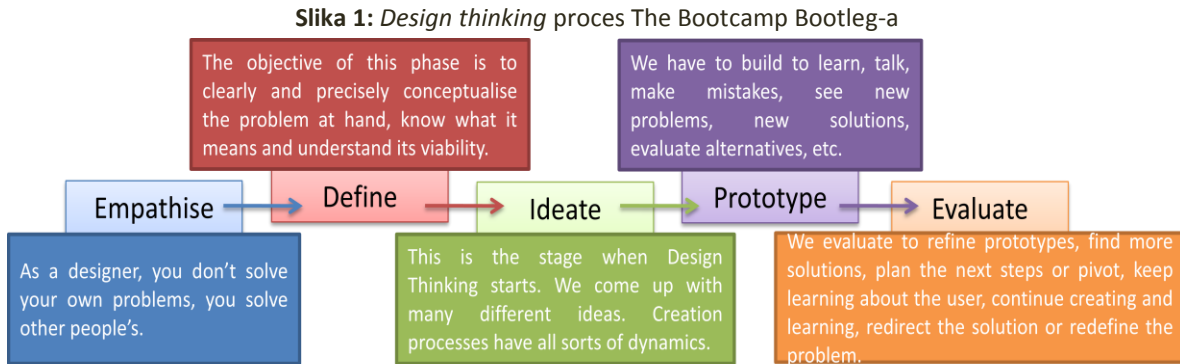 Slika 1: Design thinking proces The Bootcamp Bootleg-a
The objective of this phase is to
clearly and precisely conceptualise
the problem at hand, know what it
means and understand its viability.
We have to build to learn, talk,
make mistakes, see new
problems, new solutions,
evaluate alternatives, etc.
Empathise
Define
Ideate
Prototype
Evaluate
As a designer, you don’t solve
your own problems, you solve
other people’s.
This is the stage when Design
Thinking starts. We come up with
many different ideas. Creation
processes have all sorts of dynamics.
We evaluate to refine prototypes, find more
solutions, plan the next steps or pivot, keep
learning about the user, continue creating and
learning, redirect the solution or redefine the
problem.